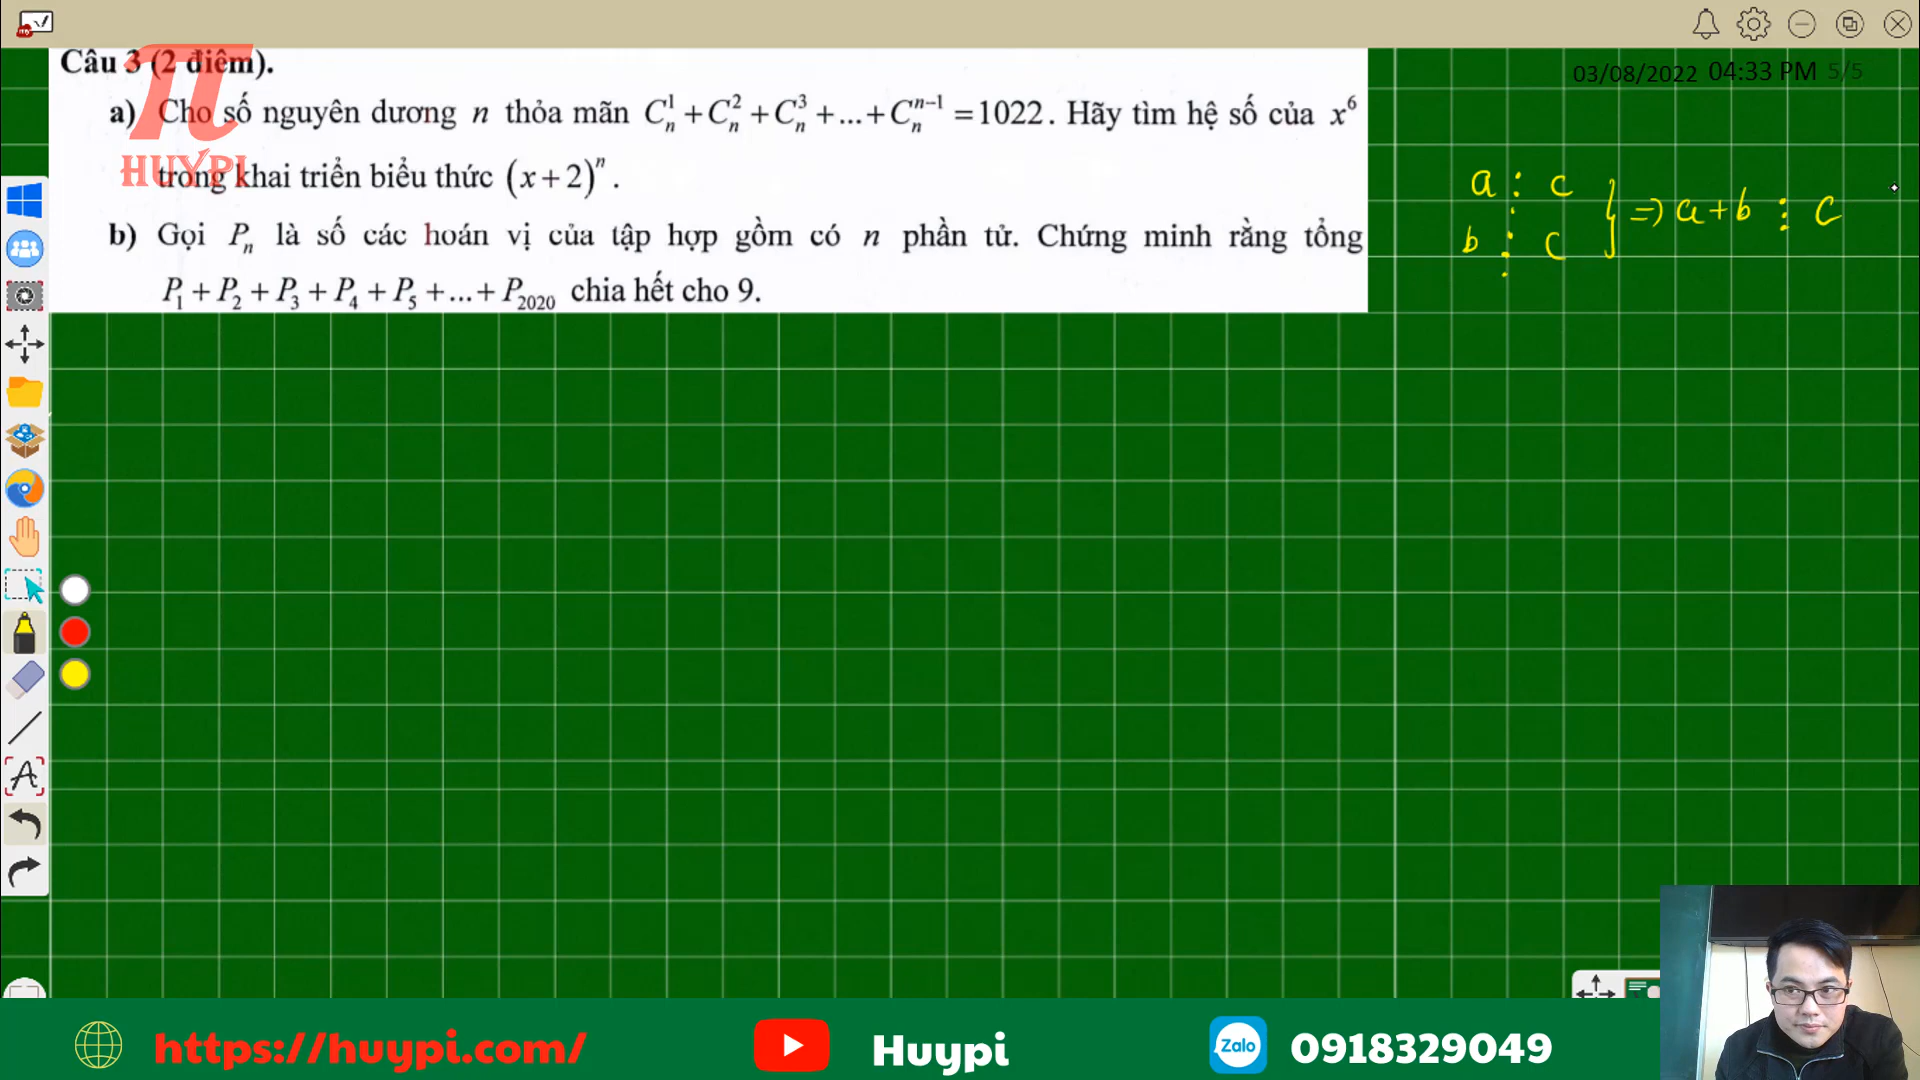 03/08/2022 04:33 PM 5/5
Câu 3 (2 điểm).
a) Cho số nguyên dương n thỏa mãn C_n^1 + C_n^2 + C_n^3 + ... + C_n^{n-1} = 1022. Hãy tìm hệ số của x^6
trong khai triển biểu thức (x + 2)^n.
b) Gọi P_n là số các hoán vị của tập hợp gồm có n phần tử. Chứng minh rằng tổng
P_1 + P_2 + P_3 + P_4 + P_5 + ... + P_2020 chia hết cho 9.
π
HUYPI
a ⋮ c
b ⋮ c
} => a + b ⋮ c
https://huypi.com/
Huypi
Zalo
0918329049